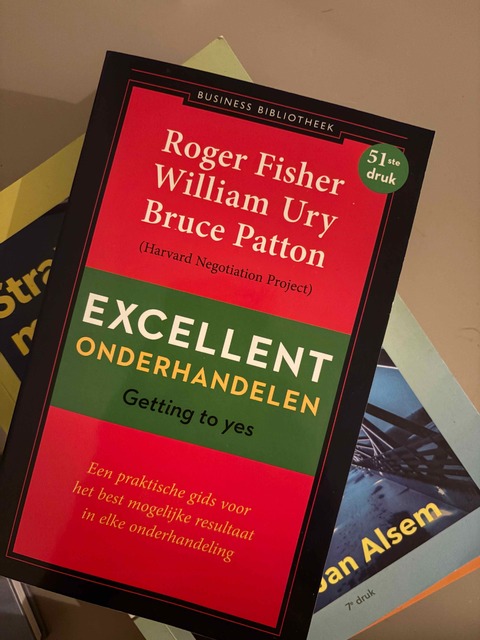 BUSINESS BIBLIOTHEEK
51ste
druk
Roger Fisher
William Ury
Bruce Patton
(Harvard Negotiation Project)
EXCELLENT
ONDERHANDELEN
Getting to yes
Een praktische gids voor
het best mogelijke resultaat
in elke onderhandeling
Jan Alsem
7e druk